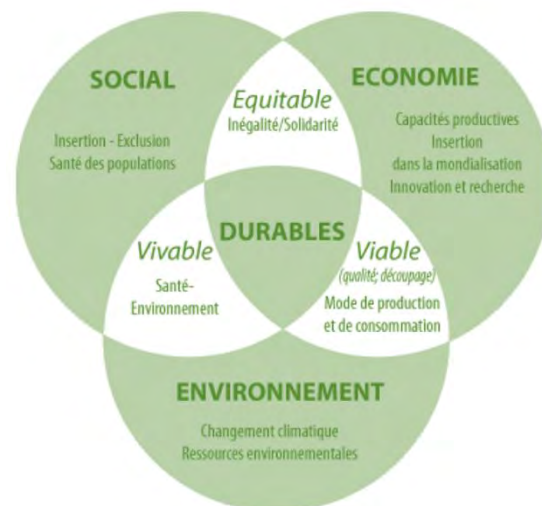 SOCIAL
Insertion - Exclusion
Santé des populations
Equitable
Inégalité/Solidarité
ECONOMIE
Capacités productives
Insertion
dans la mondialisation
Innovation et recherche
DURABLES
Vivable
Santé-
Environnement
Viable
(qualité; découpage)
Mode de production
et de consommation
ENVIRONNEMENT
Changement climatique
Ressources environnementales